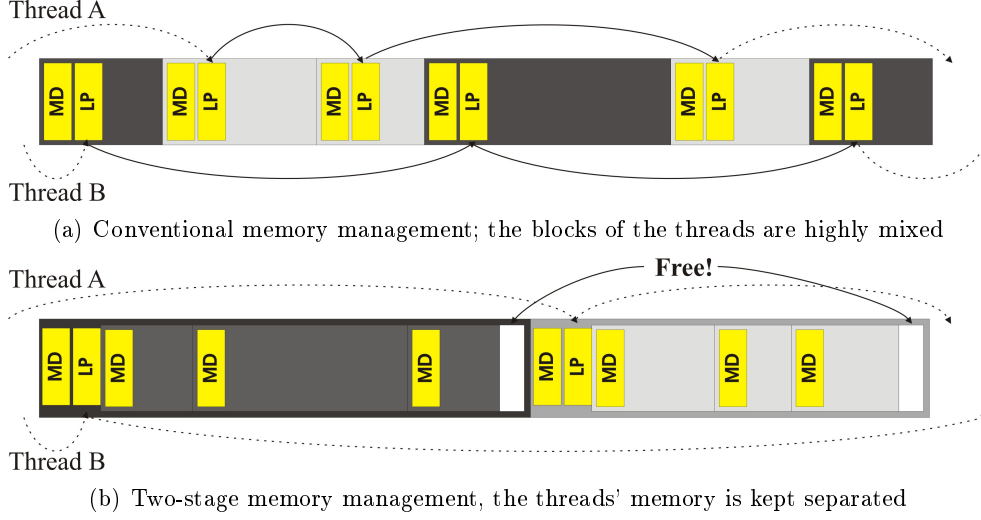 Thread A
MD LP MD LP MD LP MD LP MD LP MD LP
Thread B
(a) Conventional memory management; the blocks of the threads are highly mixed
Free!
Thread A
MD LP MD MD MD MD LP MD MD MD
Thread B
(b) Two-stage memory management, the threads' memory is kept separated